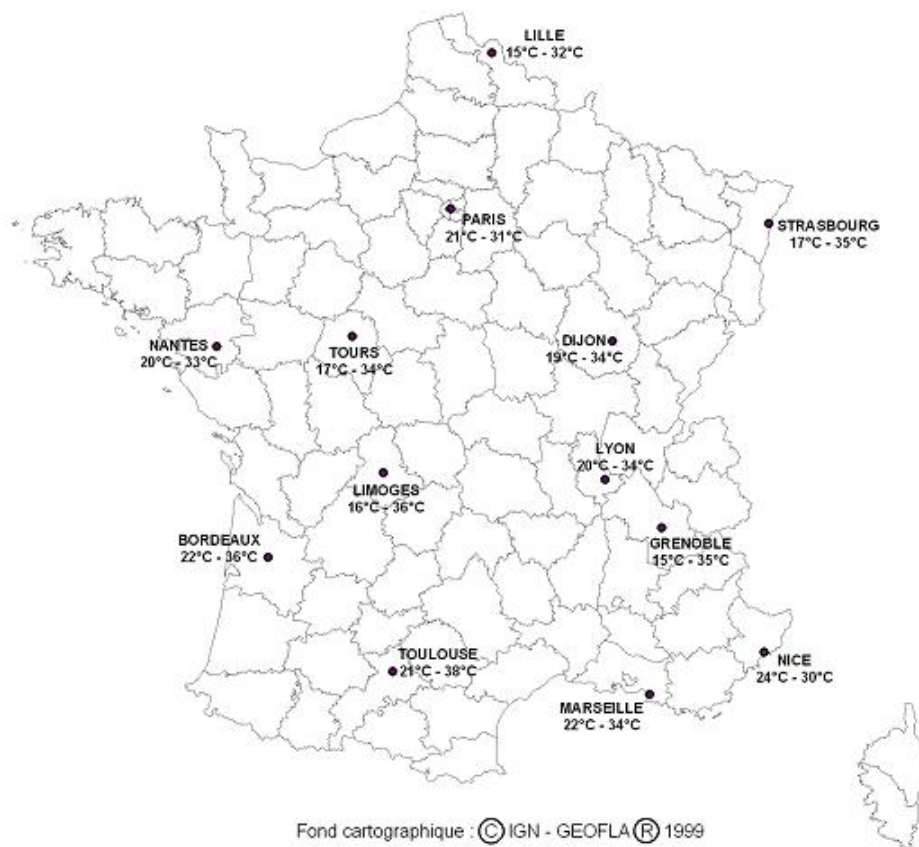 LILLE
15°C - 32°C
PARIS
21°C - 31°C
STRASBOURG
17°C - 35°C
NANTES
20°C - 33°C
TOURS
17°C - 34°C
DIJON
19°C - 34°C
LYON
20°C - 34°C
LIMOGES
16°C - 36°C
BORDEAUX
22°C - 36°C
GRENOBLE
15°C - 35°C
TOULOUSE
21°C - 38°C
NICE
24°C - 30°C
MARSEILLE
22°C - 34°C
Fond cartographique : © IGN - GEOFLA ® 1999